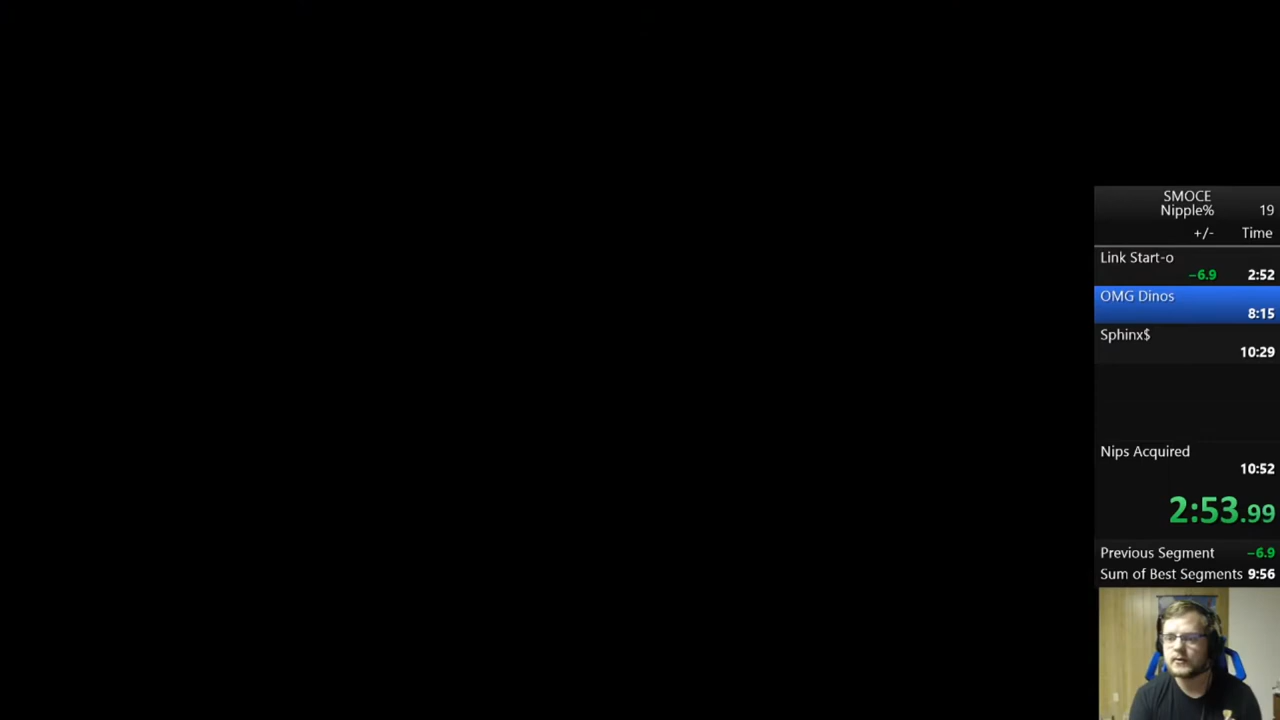 SMOCE
Nipple% 19
+/- Time
Link Start-o
−6.9 2:52
OMG Dinos
8:15
Sphinx$
10:29
Nips Acquired
10:52
2:53.99
Previous Segment −6.9
Sum of Best Segments 9:56